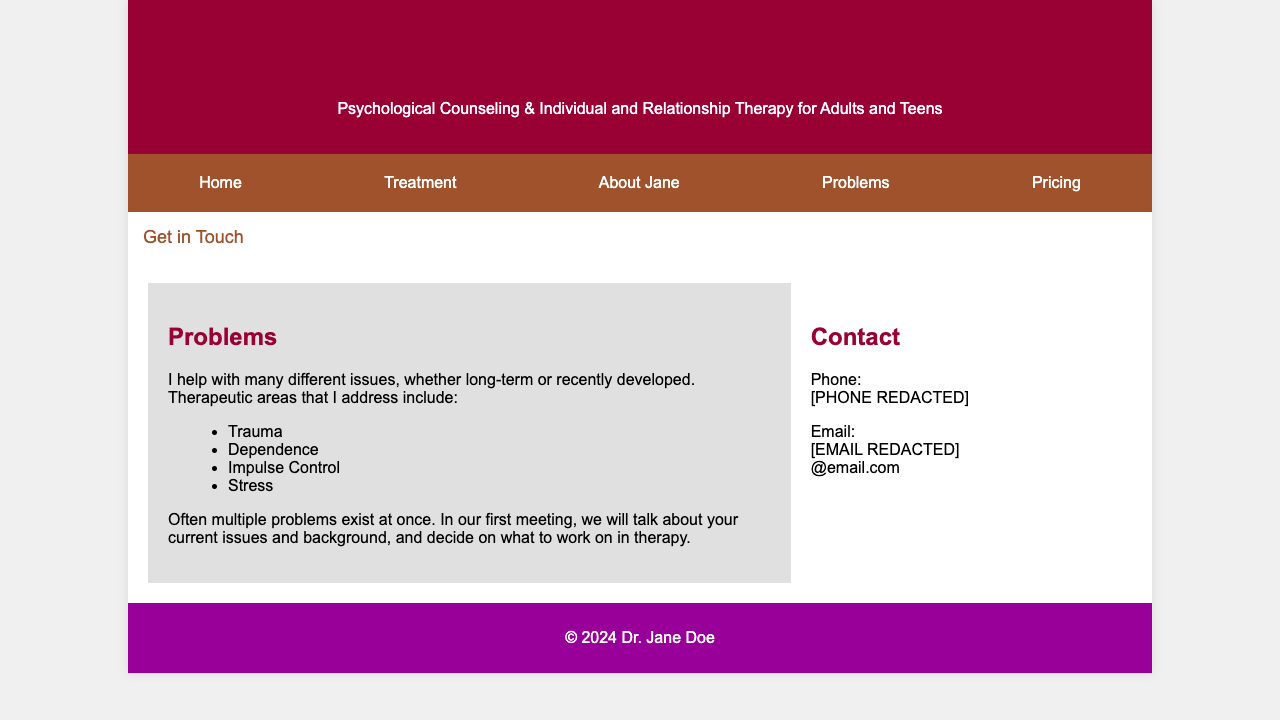 Psychological Counseling & Individual and Relationship Therapy for Adults and Teens
Home Treatment About Jane Problems Pricing
Get in Touch
Problems
I help with many different issues, whether long-term or recently developed.
Therapeutic areas that I address include:
• Trauma
• Dependence
• Impulse Control
• Stress
Often multiple problems exist at once. In our first meeting, we will talk about your
current issues and background, and decide on what to work on in therapy.
Contact
Phone:
[PHONE REDACTED]
Email:
[EMAIL REDACTED]
@email.com
© 2024 Dr. Jane Doe